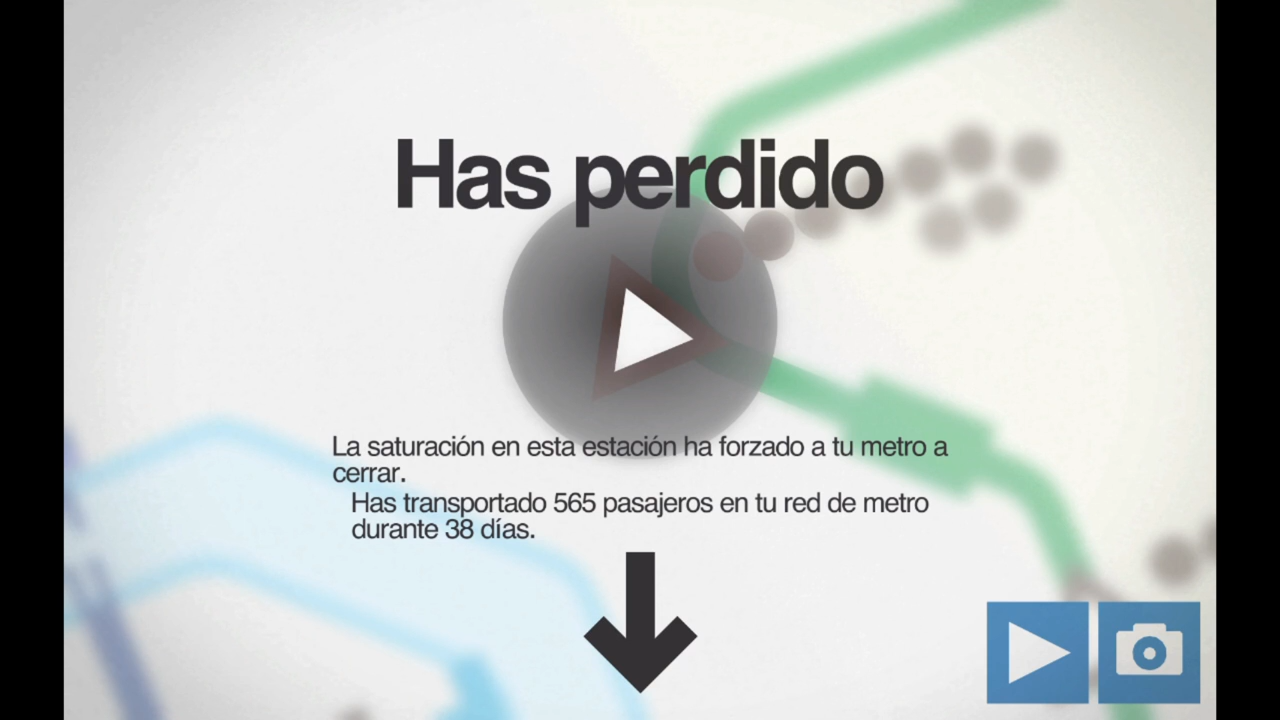 Has perdido
La saturación en esta estación ha forzado a tu metro a
cerrar.
Has transportado 565 pasajeros en tu red de metro
durante 38 días.